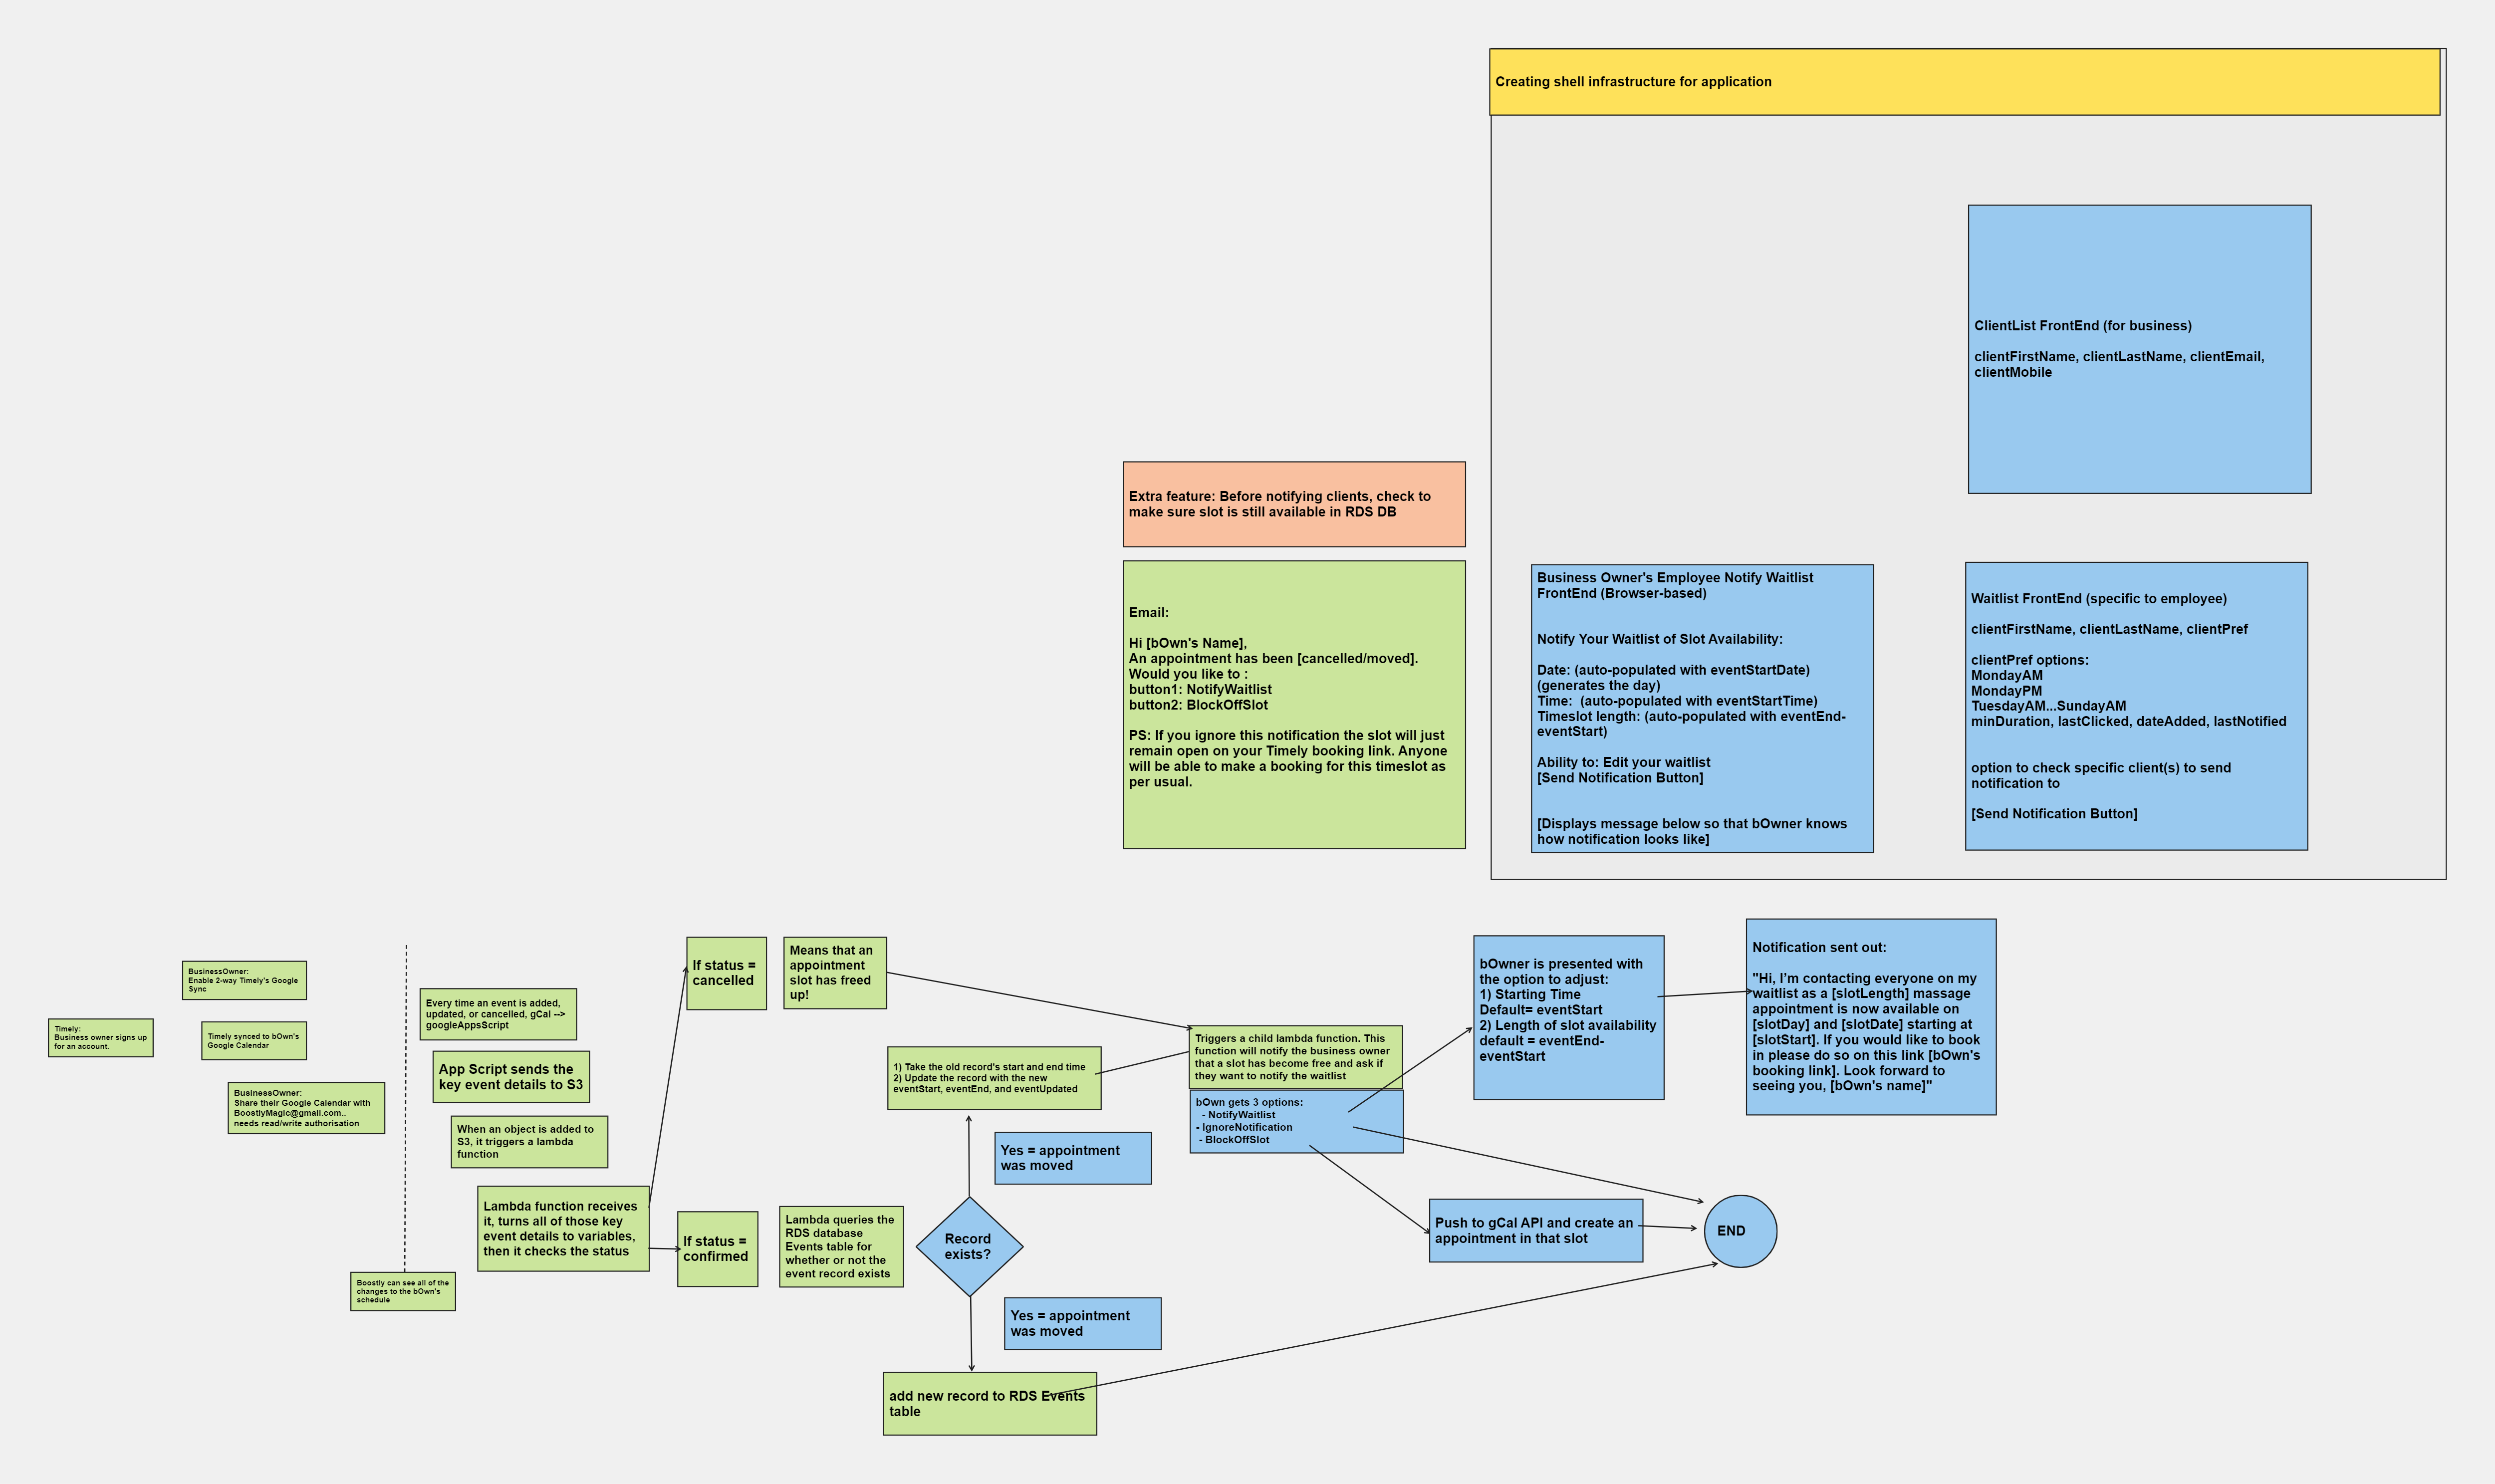 Creating shell infrastructure for application
ClientList FrontEnd (for business)
clientFirstName, clientLastName, clientEmail,
clientMobile
Extra feature: Before notifying clients, check to
make sure slot is still available in RDS DB
Email:
Hi [bOwn's Name],
An appointment has been [cancelled/moved].
Would you like to :
button1: NotifyWaitlist
button2: BlockOffSlot
PS: If you ignore this notification the slot will just
remain open on your Timely booking link. Anyone
will be able to make a booking for this timeslot as
per usual.
Business Owner's Employee Notify Waitlist
FrontEnd (Browser-based)
Notify Your Waitlist of Slot Availability:
Date: (auto-populated with eventStartDate)
(generates the day)
Time:  (auto-populated with eventStartTime)
Timeslot length: (auto-populated with eventEnd-
eventStart)
Ability to: Edit your waitlist
[Send Notification Button]
[Displays message below so that bOwner knows
how notification looks like]
Waitlist FrontEnd (specific to employee)
clientFirstName, clientLastName, clientPref
clientPref options:
MondayAM
MondayPM
TuesdayAM...SundayAM
minDuration, lastClicked, dateAdded, lastNotified
option to check specific client(s) to send
notification to
[Send Notification Button]
Timely:
Business owner signs up
for an account.
BusinessOwner:
Enable 2-way Timely's Google
Sync
Timely synced to bOwn's
Google Calendar
BusinessOwner:
Share their Google Calendar with
BoostlyMagic@gmail.com..
needs read/write authorisation
Boostly can see all of the
changes to the bOwn's
schedule
Every time an event is added,
updated, or cancelled, gCal -->
googleAppsScript
App Script sends the
key event details to S3
When an object is added to
S3, it triggers a lambda
function
Lambda function receives
it, turns all of those key
event details to variables,
then it checks the status
If status =
cancelled
Means that an
appointment
slot has freed
up!
If status =
confirmed
Lambda queries the
RDS database
Events table for
whether or not the
event record exists
Record
exists?
1) Take the old record's start and end time
2) Update the record with the new
eventStart, eventEnd, and eventUpdated
Yes = appointment
was moved
Yes = appointment
was moved
add new record to RDS Events
table
Triggers a child lambda function. This
function will notify the business owner
that a slot has become free and ask if
they want to notify the waitlist
bOwn gets 3 options:
- NotifyWaitlist
- IgnoreNotification
- BlockOffSlot
bOwner is presented with
the option to adjust:
1) Starting Time
Default= eventStart
2) Length of slot availability
default = eventEnd-
eventStart
Notification sent out:
"Hi, I'm contacting everyone on my
waitlist as a [slotLength] massage
appointment is now available on
[slotDay] and [slotDate] starting at
[slotStart]. If you would like to book
in please do so on this link [bOwn's
booking link]. Look forward to
seeing you, [bOwn's name]"
Push to gCal API and create an
appointment in that slot
END